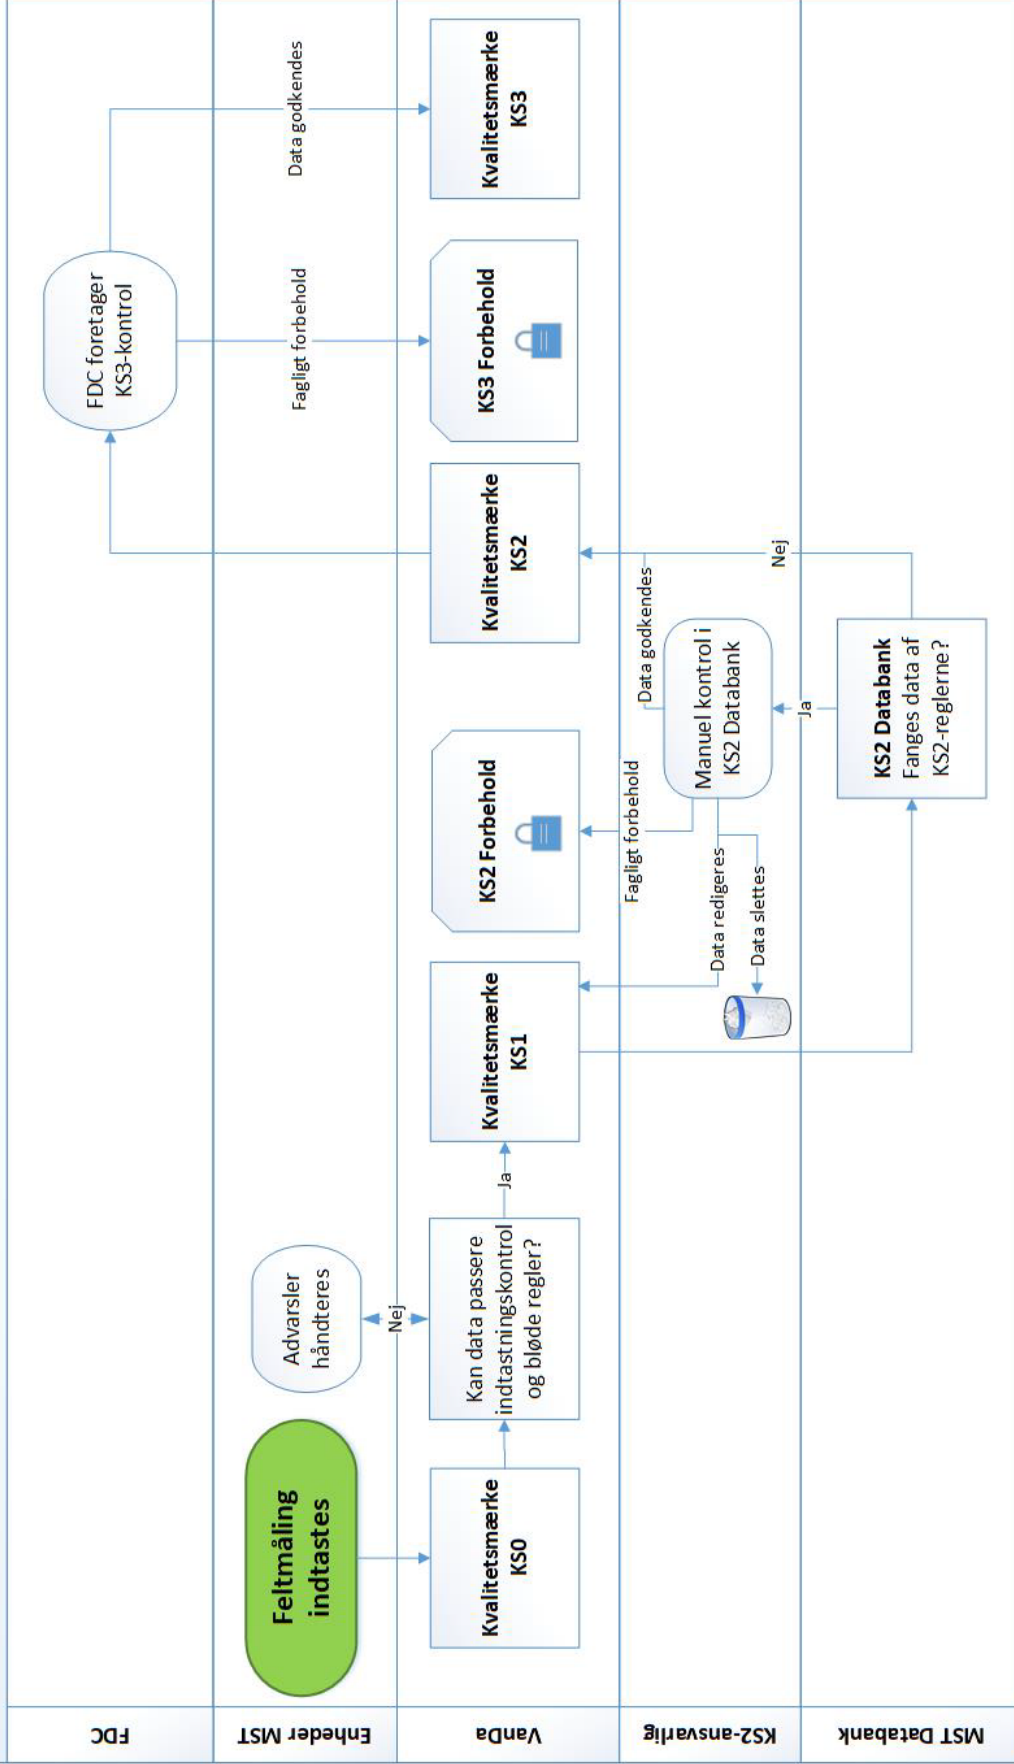 FDC
FDC foretager
KS3-kontrol
Enheder MST
Feltmåling
indtastes
Advarsler
håndteres
Nej
Fagligt forbehold
Data godkendes
VanDa
Kvalitetsmærke
KS0
Kan data passere
indtastningskontrol
og bløde regler?
Ja
Kvalitetsmærke
KS1
KS2 Forbehold
Kvalitetsmærke
KS2
KS3 Forbehold
Kvalitetsmærke
KS3
KS2-ansvarlig
Fagligt forbehold
Data redigeres
Data slettes
Data godkendes
Manuel kontrol i
KS2 Databank
Nej
Ja
MST Databank
KS2 Databank
Fanges data af
KS2-reglerne?